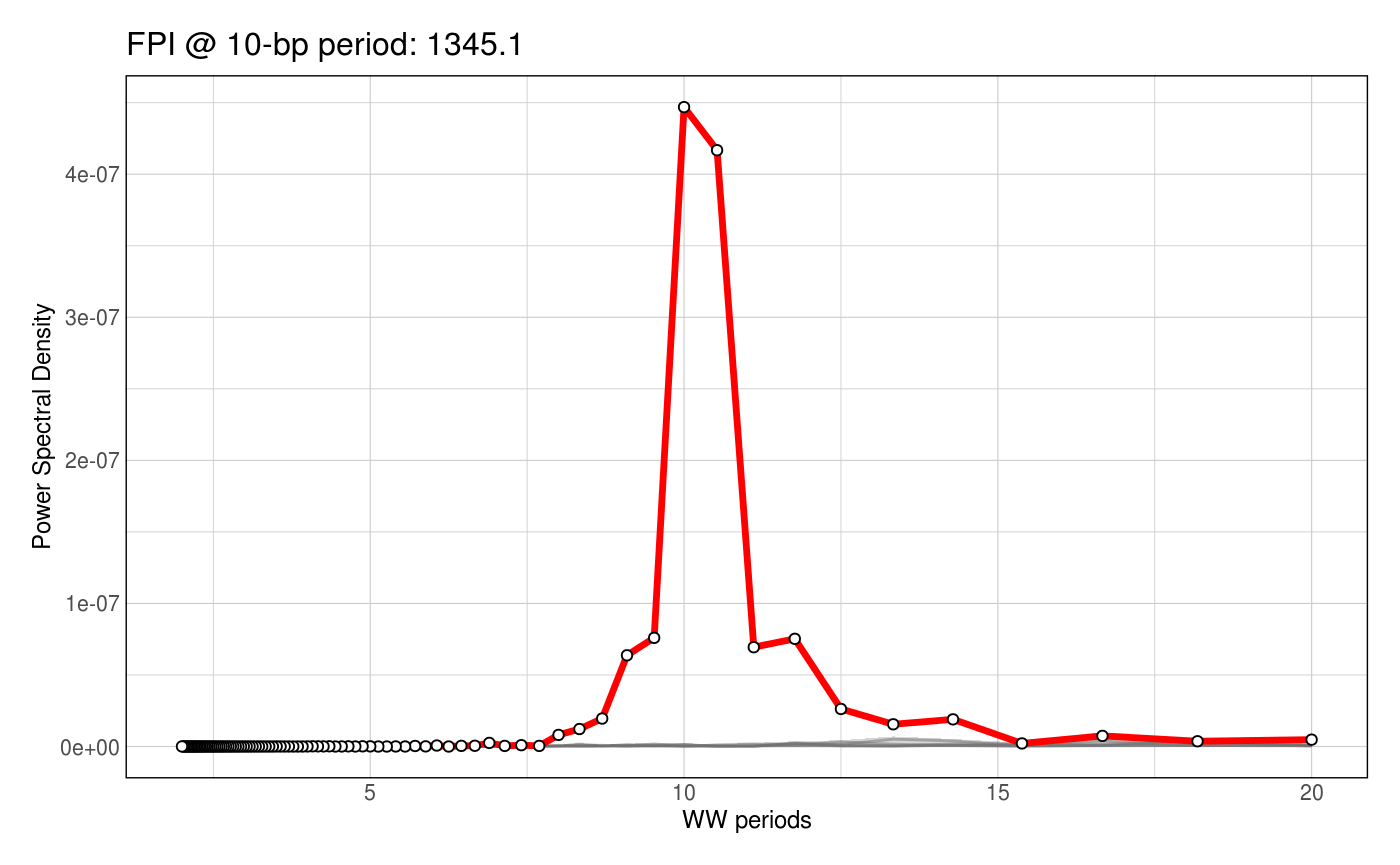 FPI @ 10-bp period: 1345.1
Power Spectral Density
4e-07
3e-07
2e-07
1e-07
0e+00
5 10 15 20
WW periods